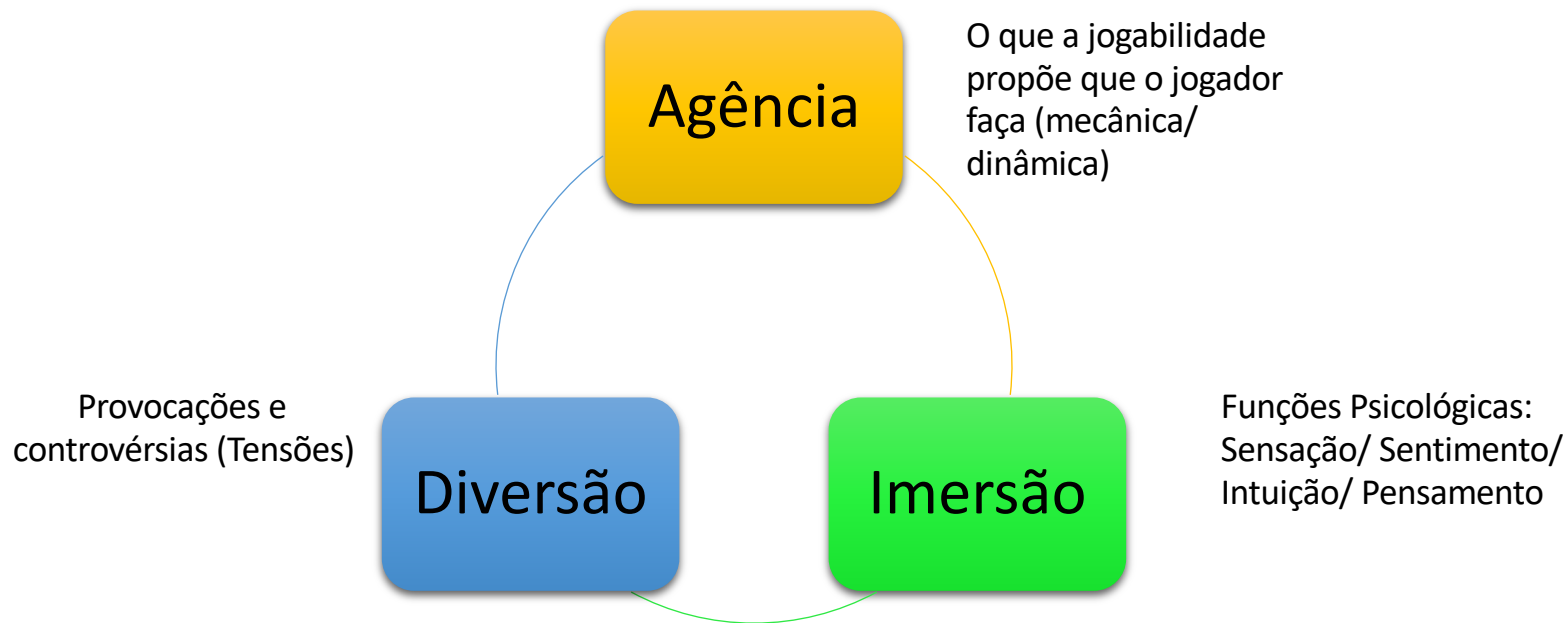 Agência
O que a jogabilidade
propõe que o jogador
faça (mecânica/
dinâmica)
Provocações e
controvérsias (Tensões)
Diversão
Imersão
Funções Psicológicas:
Sensação/ Sentimento/
Intuição/ Pensamento